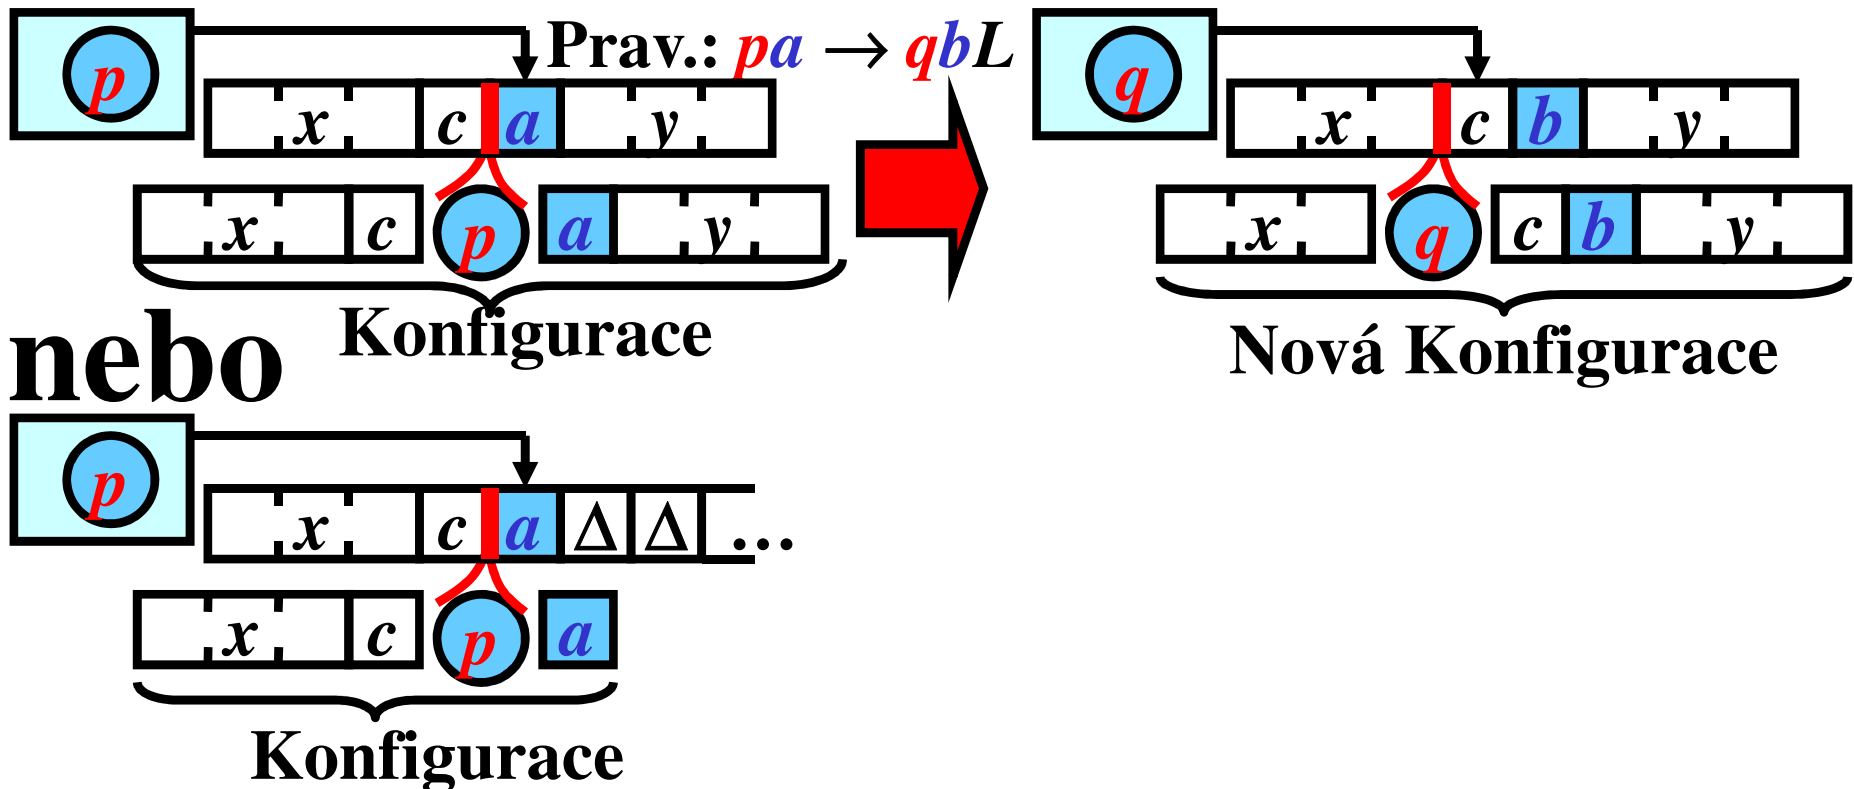 p Prav.: pa → qbL q
x c a y x c b y
x c p a y x q c b y
Konfigurace Nová Konfigurace
nebo
p
x c a Δ Δ ...
x c p a
Konfigurace